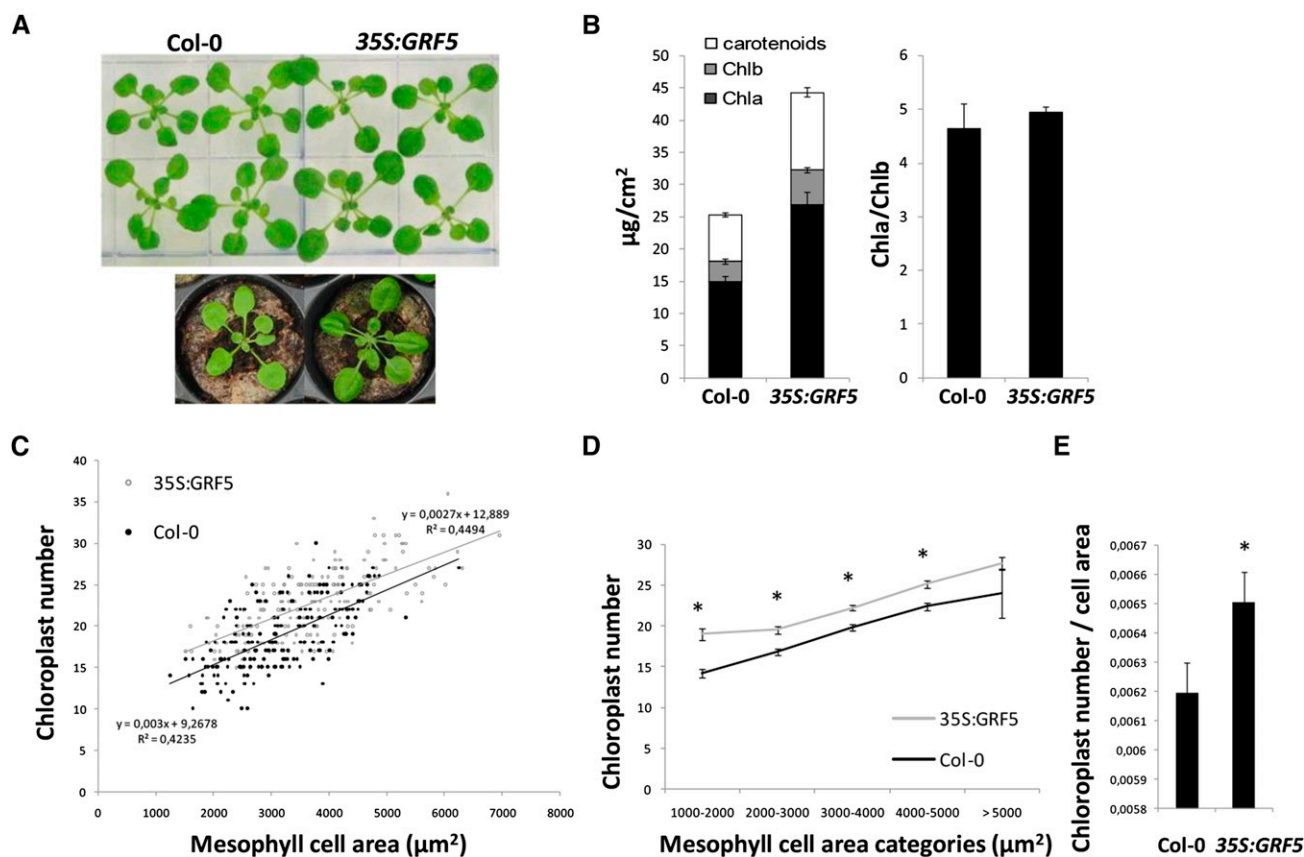 A
Col-0
35S:GRF5
B
carotenoids
Chlb
Chla
µg/cm²
50
45
40
35
30
25
20
15
10
5
0
Col-0
35S:GRF5
Chla/Chlb
6
5
4
3
2
1
0
Col-0
35S:GRF5
C
Chloroplast number
40
35
30
25
20
15
10
5
0
35S:GRF5
Col-0
y = 0,0027x + 12,889
R² = 0,4494
y = 0,003x + 9,2678
R² = 0,4235
0 1000 2000 3000 4000 5000 6000 7000 8000
Mesophyll cell area (µm²)
D
Chloroplast number
30
25
20
15
10
5
0
*
*
*
*
35S:GRF5
Col-0
1000-2000 2000-3000 3000-4000 4000-5000 >5000
Mesophyll cell area categories (µm²)
E
Chloroplast number / cell area
0,0067
0,0066
0,0065
0,0064
0,0063
0,0062
0,0061
0,006
0,0059
0,0058
*
Col-0 35S:GRF5